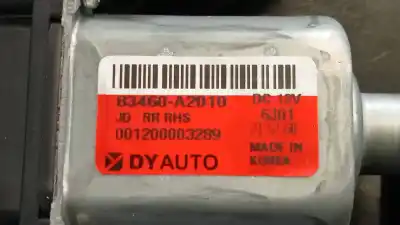 83460-A2010 DC 12V
JD RR RHS 6J01
001200003289
MADE IN
DYAUTO KOREA